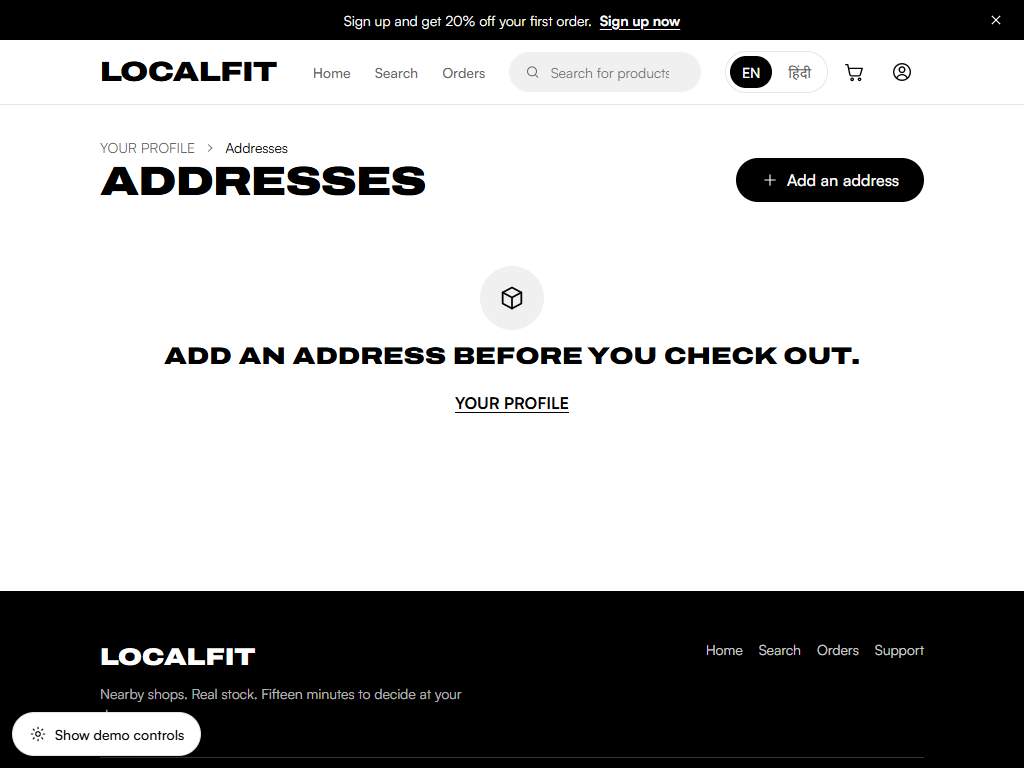 Sign up and get 20% off your first order. Sign up now
LOCALFIT
Home Search Orders
Search for products
EN हिंदी
YOUR PROFILE > Addresses
ADDRESSES
+ Add an address
ADD AN ADDRESS BEFORE YOU CHECK OUT.
YOUR PROFILE
LOCALFIT
Home Search Orders Support
Nearby shops. Real stock. Fifteen minutes to decide at your
Show demo controls